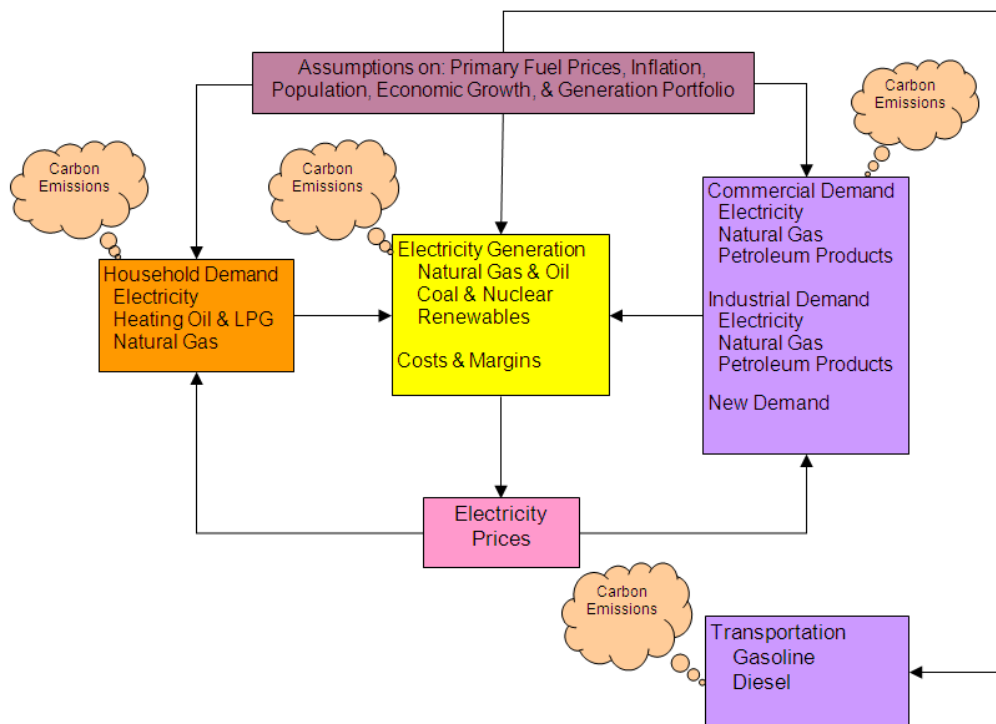 Assumptions on: Primary Fuel Prices, Inflation,
Population, Economic Growth, & Generation Portfolio
Carbon
Emissions
Carbon
Emissions
Carbon
Emissions
Household Demand
Electricity
Heating Oil & LPG
Natural Gas
Electricity Generation
Natural Gas & Oil
Coal & Nuclear
Renewables
Costs & Margins
Commercial Demand
Electricity
Natural Gas
Petroleum Products
Industrial Demand
Electricity
Natural Gas
Petroleum Products
New Demand
Electricity
Prices
Carbon
Emissions
Transportation
Gasoline
Diesel